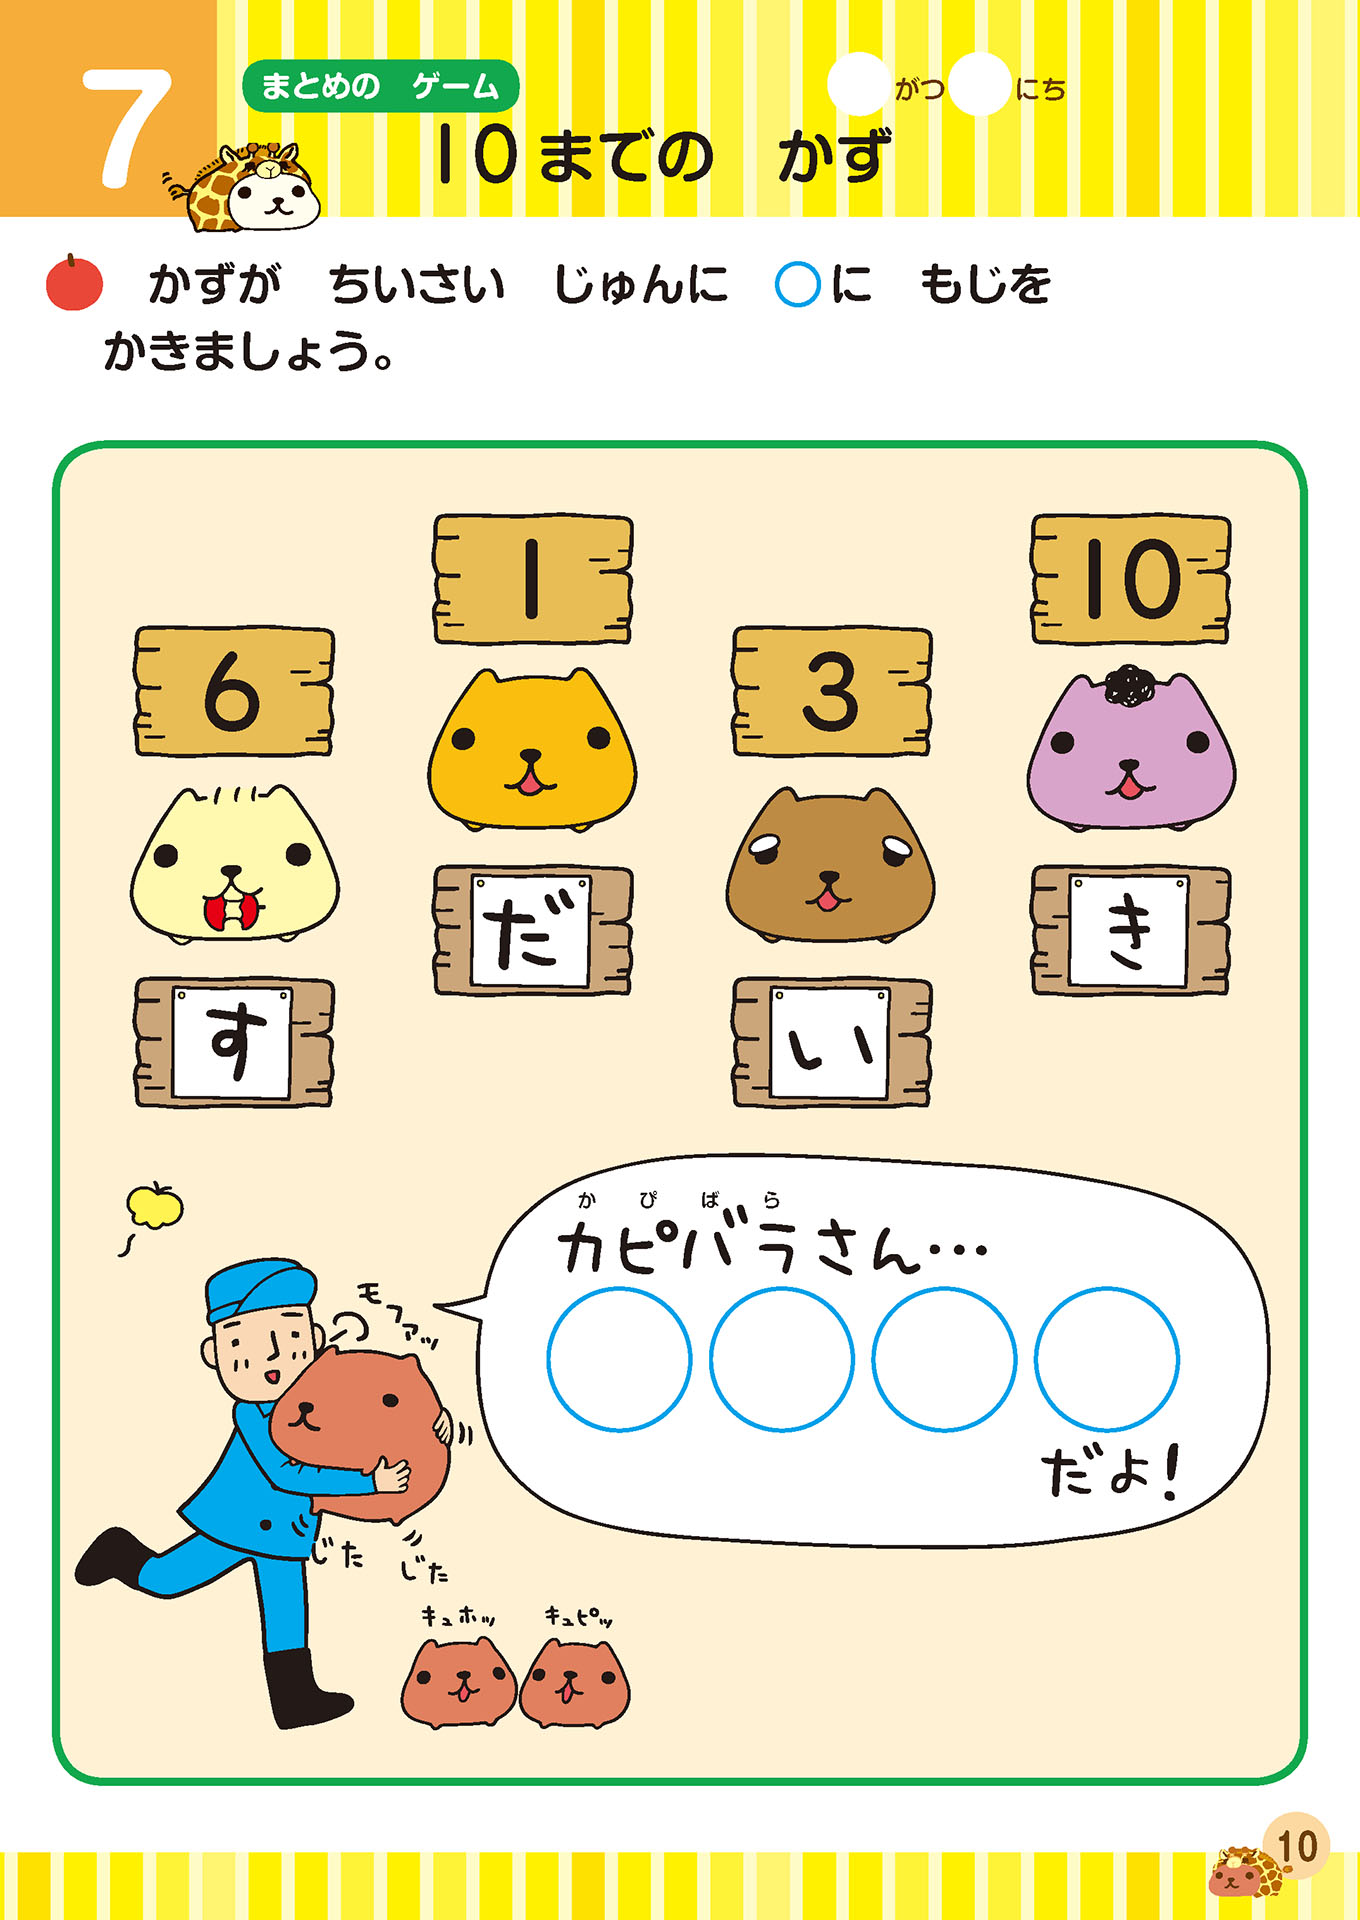 7
まとめの ゲーム
がつ にち
10までの かず
かずが ちいさい じゅんに ○に もじを
かきましょう。
6
1
3
10
す
だ
い
き
かぴばら
カピバラさん…
だよ！
モファッ
じた
じた
キュホッ
キュピッ
10